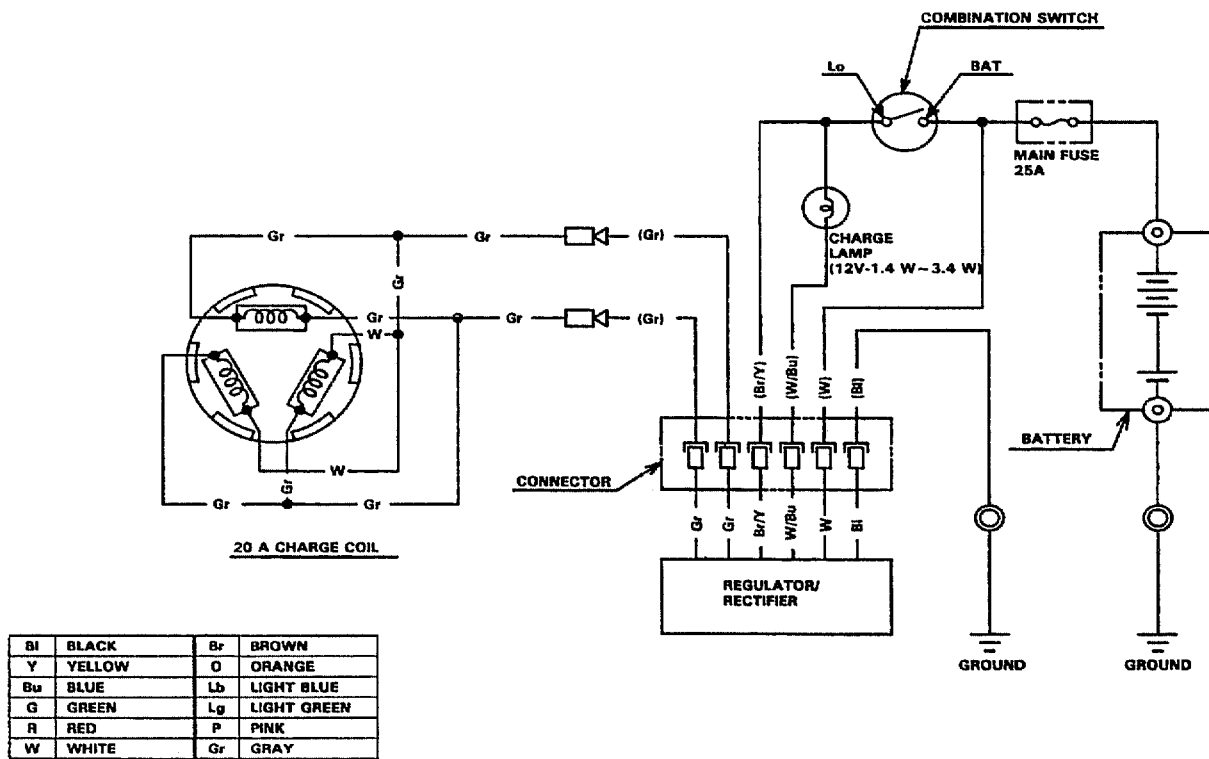 COMBINATION SWITCH
Lo
BAT
MAIN FUSE
25A
CHARGE
LAMP
(12V-1.4 W~3.4 W)
Gr
Gr
(Gr)
Gr
Gr
Gr
(Gr)
W
W
Gr
Gr
Gr
20 A CHARGE COIL
(Br/Y)
(W/Bu)
(W)
(Bl)
CONNECTOR
BATTERY
Gr
Gr
Br/Y
W/Bu
W
Bl
REGULATOR/
RECTIFIER
GROUND
GROUND
Bl BLACK Br BROWN
Y YELLOW O ORANGE
Bu BLUE Lb LIGHT BLUE
G GREEN Lg LIGHT GREEN
R RED P PINK
W WHITE Gr GRAY